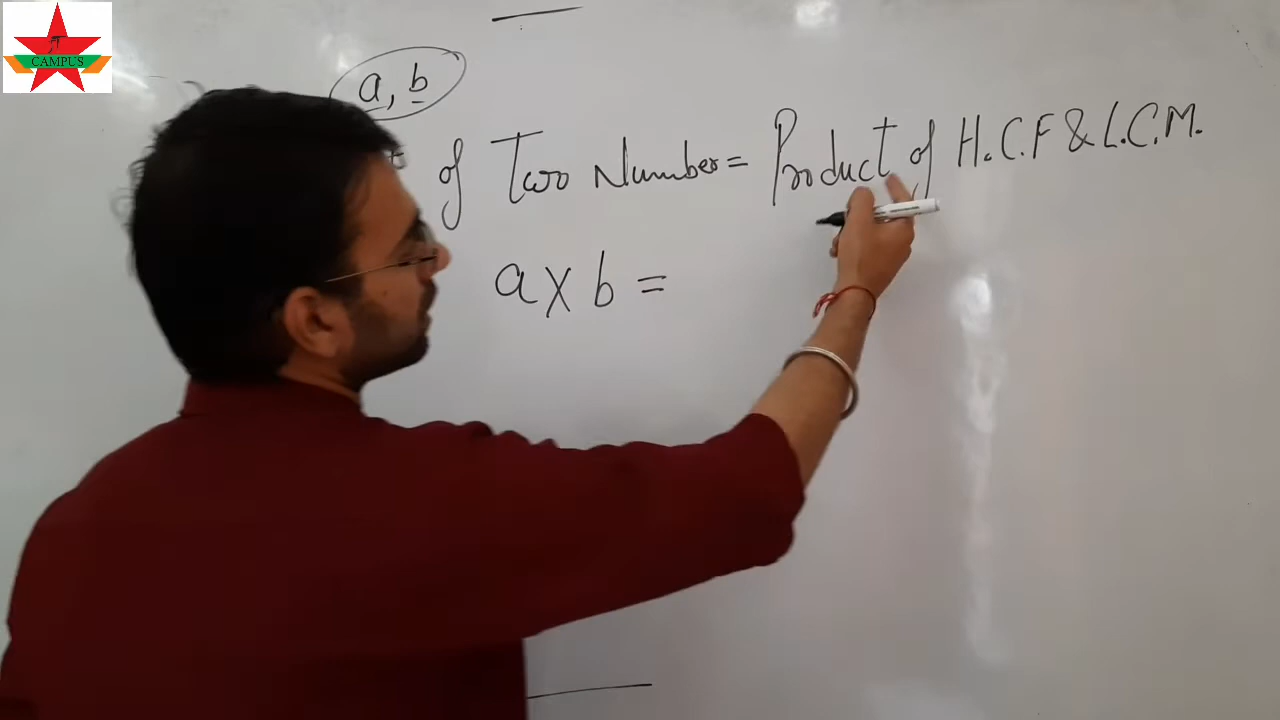 CAMPUS
a, b
of Two Number = Product of H.C.F & L.C.M.
a x b =